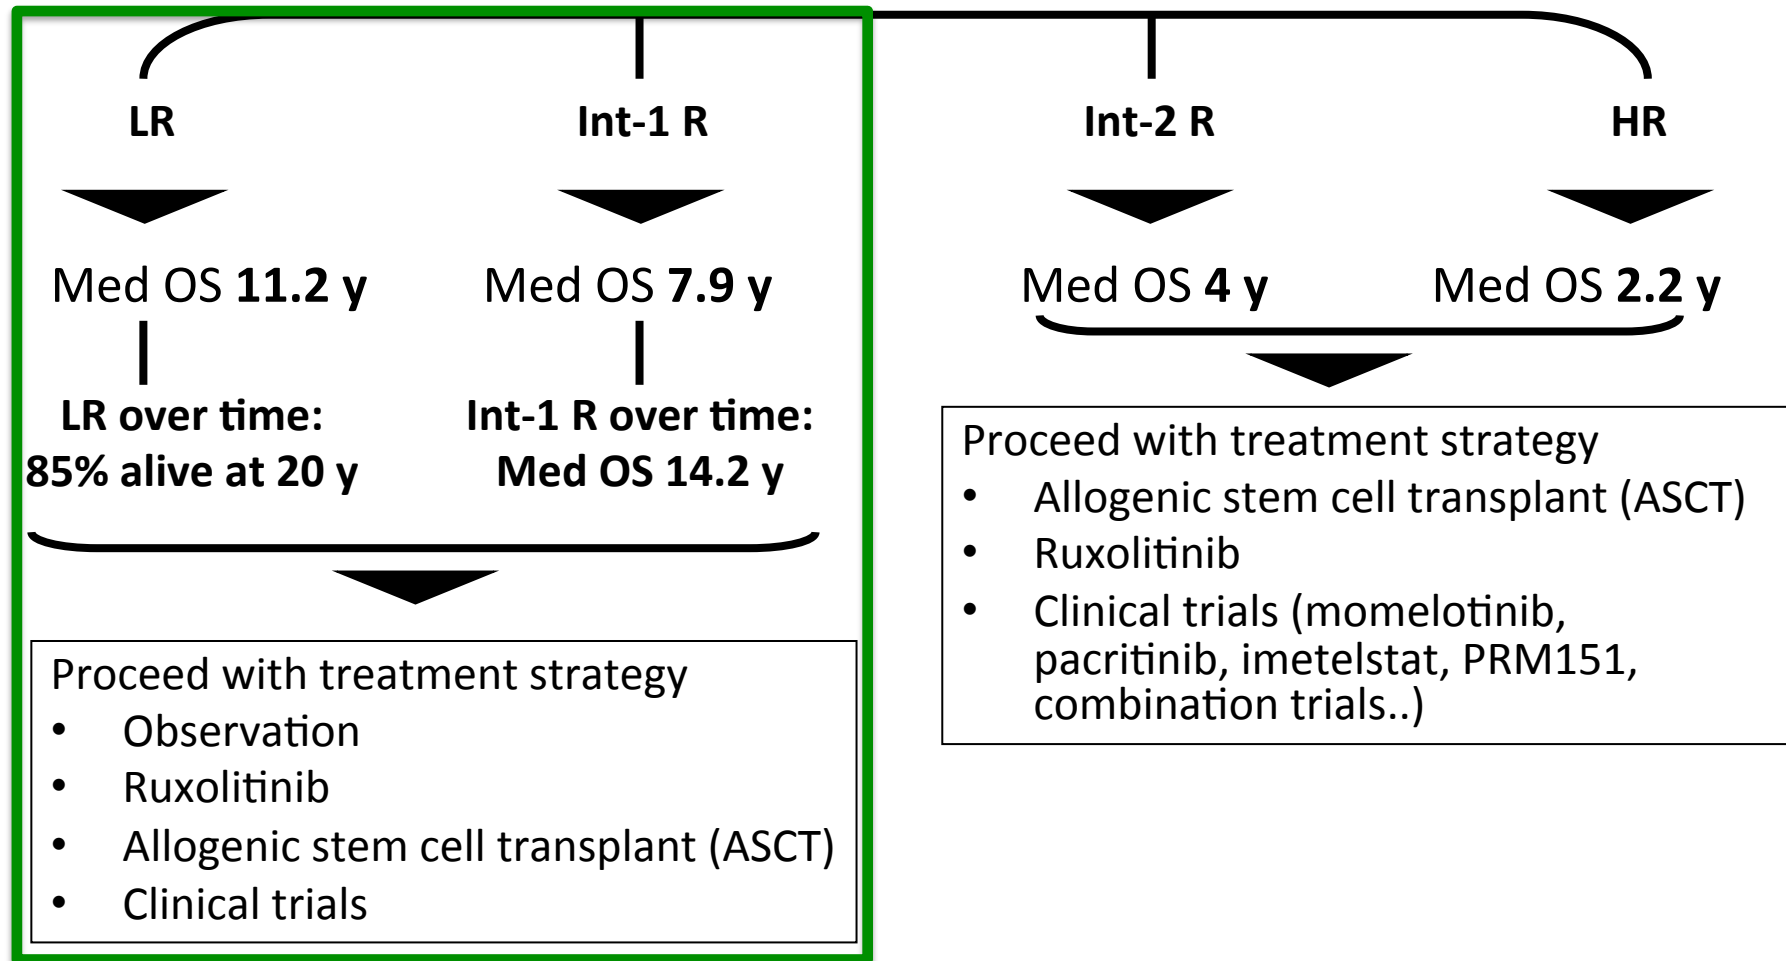 LR
Int-1 R
Int-2 R
HR
Med OS 11.2 y
Med OS 7.9 y
Med OS 4 y
Med OS 2.2 y
LR over time:
85% alive at 20 y
Int-1 R over time:
Med OS 14.2 y
Proceed with treatment strategy
• Observation
• Ruxolitinib
• Allogenic stem cell transplant (ASCT)
• Clinical trials
Proceed with treatment strategy
• Allogenic stem cell transplant (ASCT)
• Ruxolitinib
• Clinical trials (momelotinib,
pacritinib, imetelstat, PRM151,
combination trials..)